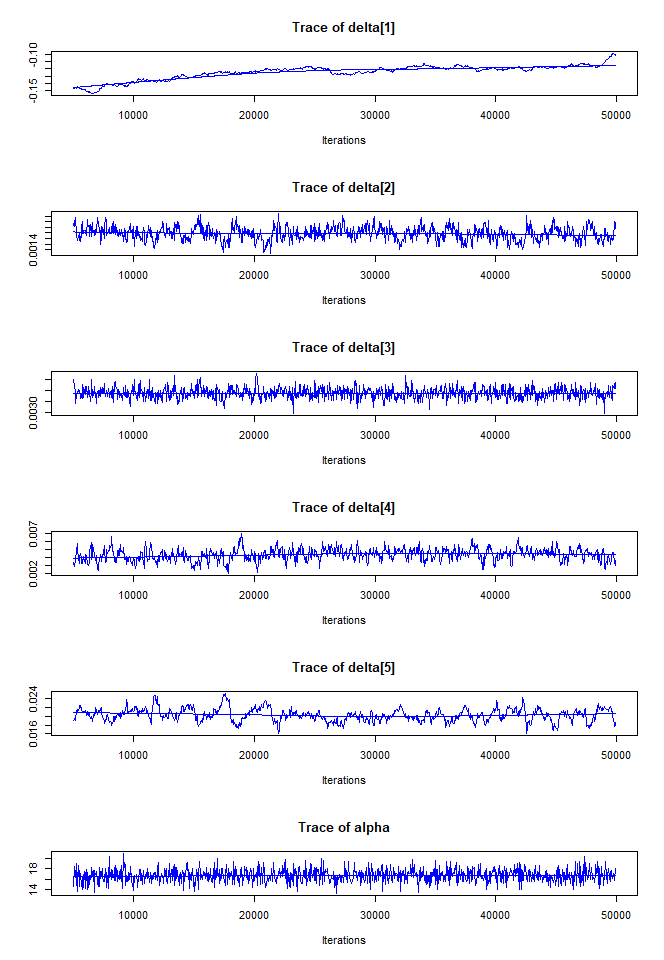 Trace of delta[1]
-0.15 -0.10
10000 20000 30000 40000 50000
Iterations
Trace of delta[2]
0.0014
10000 20000 30000 40000 50000
Iterations
Trace of delta[3]
0.0030
10000 20000 30000 40000 50000
Iterations
Trace of delta[4]
0.002 0.007
10000 20000 30000 40000 50000
Iterations
Trace of delta[5]
0.016 0.024
10000 20000 30000 40000 50000
Iterations
Trace of alpha
14 18
10000 20000 30000 40000 50000
Iterations